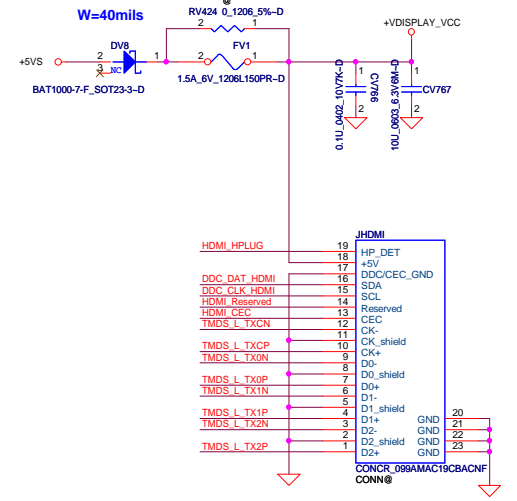 @
RV424 0_1206_5%~D
W=40mils
2 1
+VDISPLAY_VCC
DV8
FV1
+5VS
2 1
2 1
3
NC
BAT1000-7-F_SOT23-3~D
1.5A_6V_1206L150PR~D
0.1U_0402_10V7K~D
1
2
CV766
10U_0603_6.3V6M~D
1
2
CV767
JHDMI
HDMI_HPLUG 19 HP_DET
18 +5V
17 DDC/CEC_GND
DDC_DAT_HDMI 16 SDA
DDC_CLK_HDMI 15 SCL
HDMI_Reserved 14 Reserved
HDMI_CEC 13 CEC
TMDS_L_TXCN 12 CK-
11 CK_shield
TMDS_L_TXCP 10 CK+
TMDS_L_TX0N 9 D0-
8 D0_shield
TMDS_L_TX0P 7 D0+
TMDS_L_TX1N 6 D1-
5 D1_shield
TMDS_L_TX1P 4 D1+ GND 20
TMDS_L_TX2N 3 D2- GND 21
2 D2_shield GND 22
TMDS_L_TX2P 1 D2+ GND 23
CONCR_099AMAC19CBACNF
CONN@